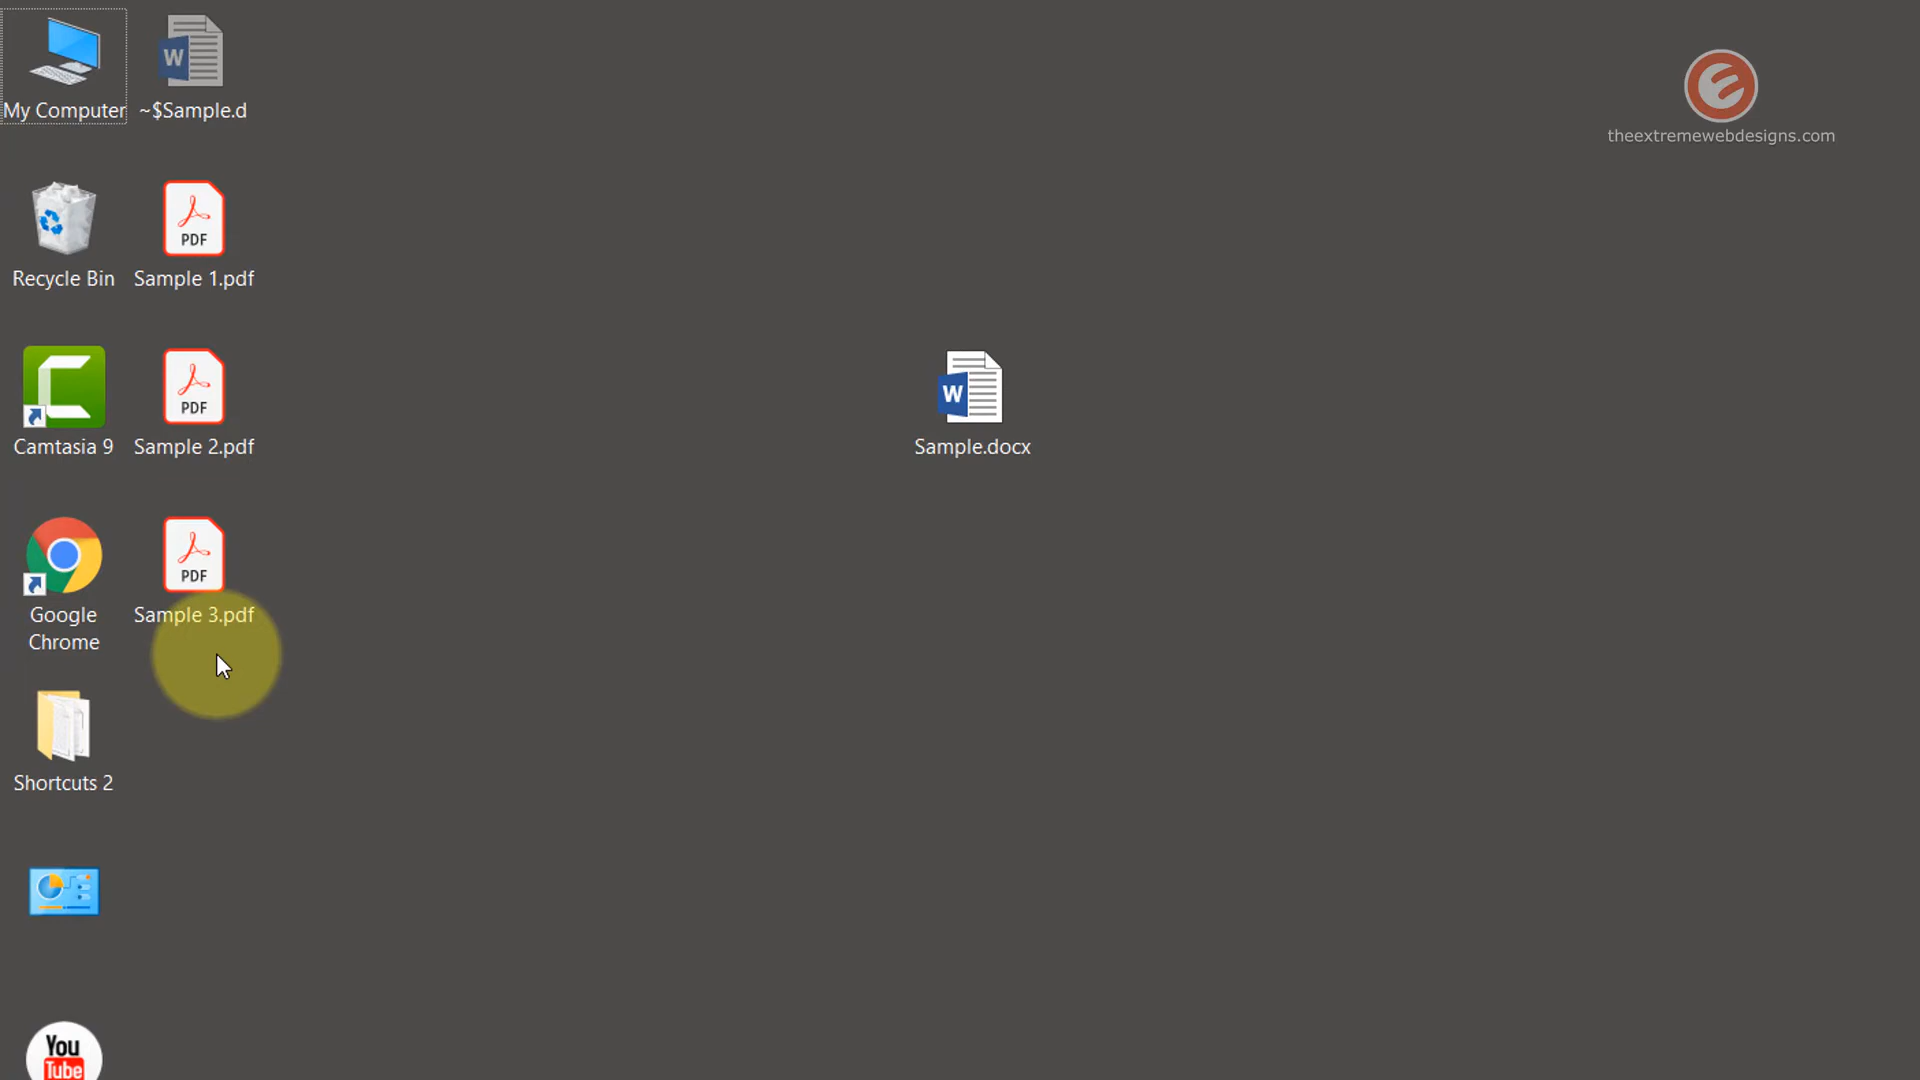 My Computer
~$Sample.d
theextremewebdesigns.com
PDF
Recycle Bin
Sample 1.pdf
PDF
W
W
Camtasia 9
Sample 2.pdf
Sample.docx
PDF
Google
Chrome
Sample 3.pdf
Shortcuts 2
You
Tube